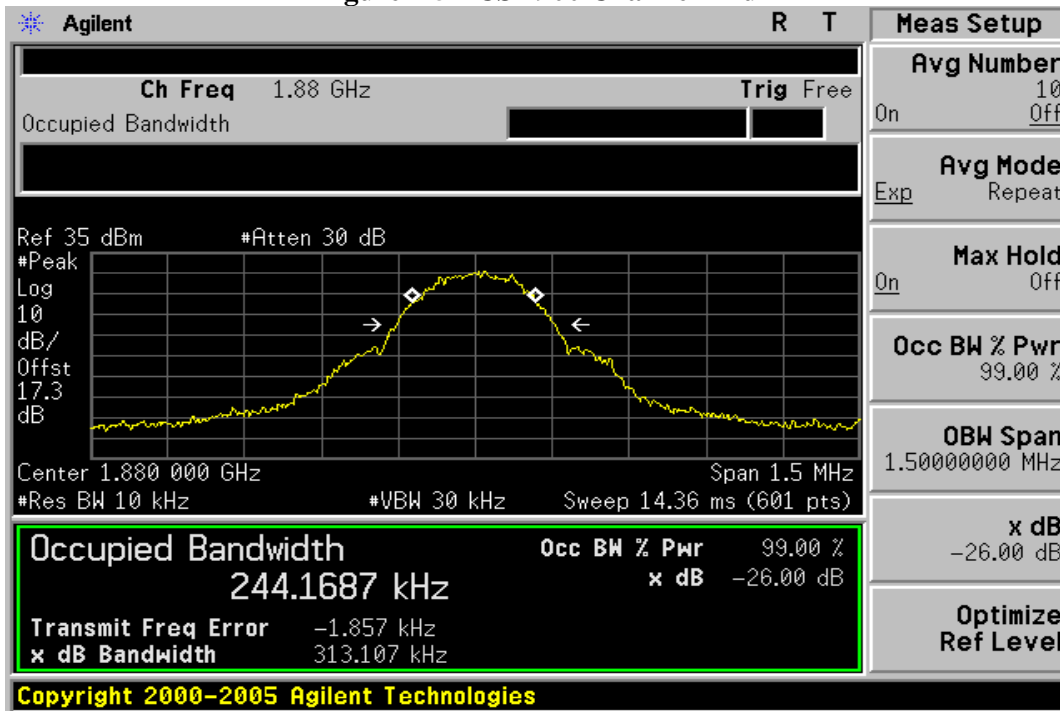 Agilent R T Meas Setup
Ch Freq 1.88 GHz Trig Free
Occupied Bandwidth
Avg Number
10
On Off
Avg Mode
Exp Repeat
Max Hold
On Off
Occ BW % Pwr
99.00 %
OBW Span
1.50000000 MHz
x dB
-26.00 dB
Optimize
Ref Level
Ref 35 dBm #Atten 30 dB
#Peak
Log
10
dB/
Offst
17.3
dB
Center 1.880 000 GHz Span 1.5 MHz
#Res BW 10 kHz #VBW 30 kHz Sweep 14.36 ms (601 pts)
Occupied Bandwidth Occ BW % Pwr 99.00 %
244.1687 kHz x dB -26.00 dB
Transmit Freq Error -1.857 kHz
x dB Bandwidth 313.107 kHz
Copyright 2000-2005 Agilent Technologies